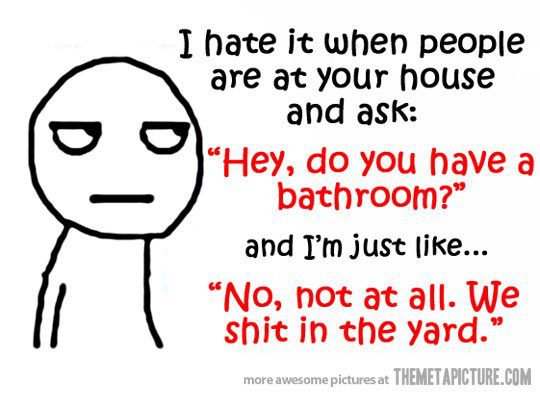 I hate it when people
are at your house
and ask:
“Hey, do you have a
bathroom?”
and I’m just like...
“No, not at all. We
shit in the yard.”
more awesome pictures at THEMETAPICTURE.COM